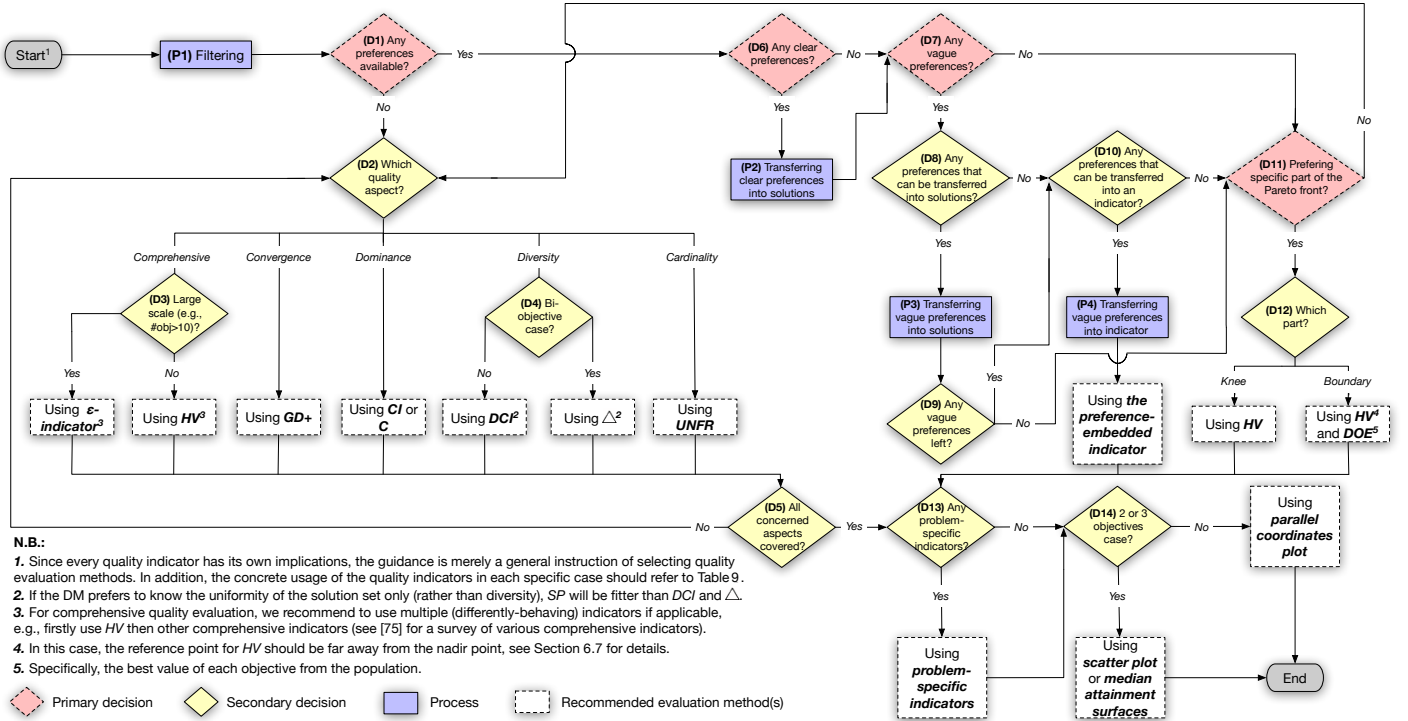 Start1
(P1) Filtering
(D1) Any
preferences
available?
Yes
(D6) Any clear
preferences?
No
(D7) Any
vague
preferences?
No
No
Yes
Yes
No
(D2) Which
quality
aspect?
(P2) Transferring
clear preferences
into solutions
(D8) Any
preferences that
can be transferred
into solutions?
No
(D10) Any
preferences that
can be transferred
into an
indicator?
No
(D11) Prefering
specific part of the
Pareto front?
Yes
Yes
Yes
Comprehensive
Convergence
Dominance
Diversity
Cardinality
(D3) Large
scale (e.g.,
#obj>10)?
(D4) Bi-
objective
case?
(P3) Transferring
vague preferences
into solutions
(P4) Transferring
vague preferences
into indicator
(D12) Which
part?
Yes
No
No
Yes
Yes
No
Knee
Boundary
Using ε-
indicator3
Using HV3
Using GD+
Using CI or
C
Using DCI2
Using △2
Using
UNFR
(D9) Any
vague
preferences
left?
Using the
preference-
embedded
indicator
Using HV
Using HV4
and DOE5
No
(D5) All
concerned
aspects
covered?
Yes
(D13) Any
problem-
specific
indicators?
No
(D14) 2 or 3
objectives
case?
No
Using
parallel
coordinates
plot
Yes
Yes
Using
problem-
specific
indicators
Using
scatter plot
or median
attainment
surfaces
End
N.B.:
1. Since every quality indicator has its own implications, the guidance is merely a general instruction of selecting quality
evaluation methods. In addition, the concrete usage of the quality indicators in each specific case should refer to Table 9.
2. If the DM prefers to know the uniformity of the solution set only (rather than diversity), SP will be fitter than DCI and △.
3. For comprehensive quality evaluation, we recommend to use multiple (differently-behaving) indicators if applicable,
e.g., firstly use HV then other comprehensive indicators (see [75] for a survey of various comprehensive indicators).
4. In this case, the reference point for HV should be far away from the nadir point, see Section 6.7 for details.
5. Specifically, the best value of each objective from the population.
Primary decision
Secondary decision
Process
Recommended evaluation method(s)